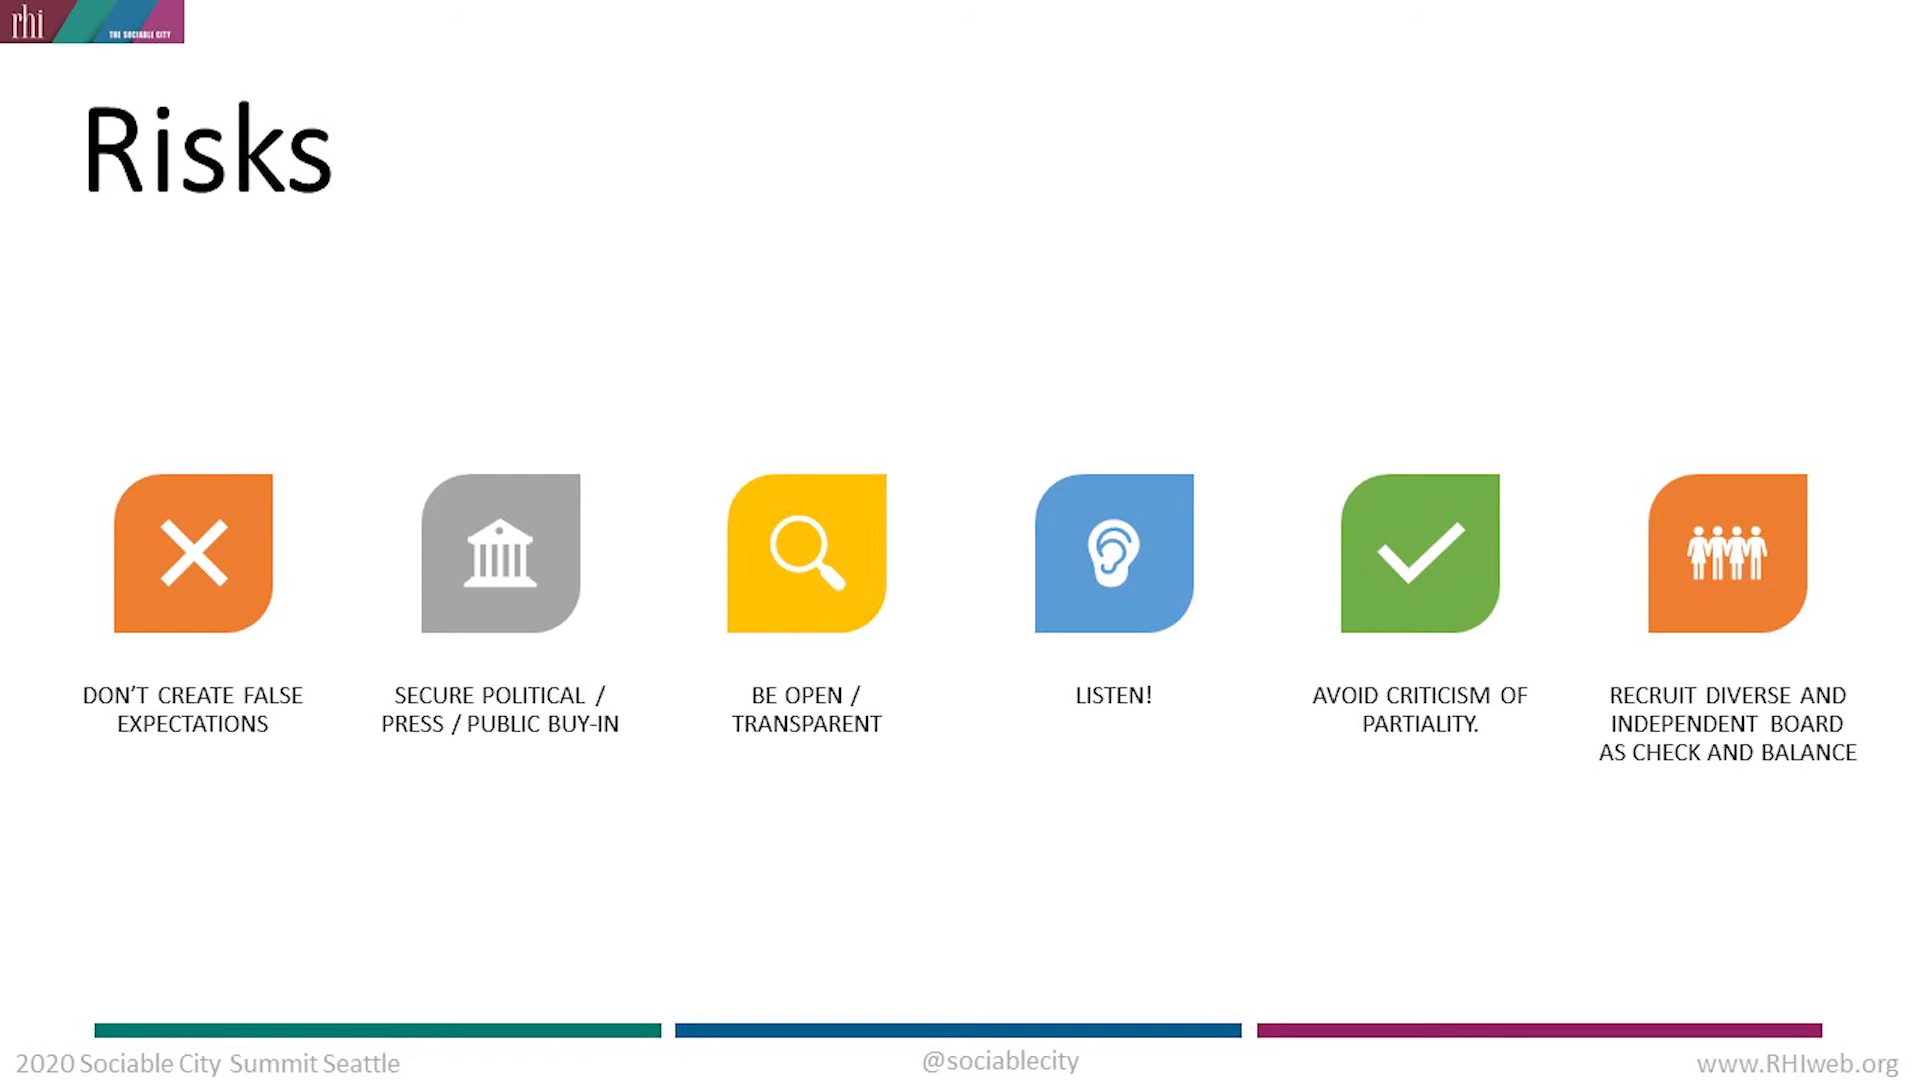 rhi
THE SOCIABLE CITY
Risks
DON’T CREATE FALSE
EXPECTATIONS
SECURE POLITICAL /
PRESS / PUBLIC BUY-IN
BE OPEN /
TRANSPARENT
LISTEN!
AVOID CRITICISM OF
PARTIALITY.
RECRUIT DIVERSE AND
INDEPENDENT BOARD
AS CHECK AND BALANCE
2020 Sociable City Summit Seattle
@sociablecity
www.RHIweb.org